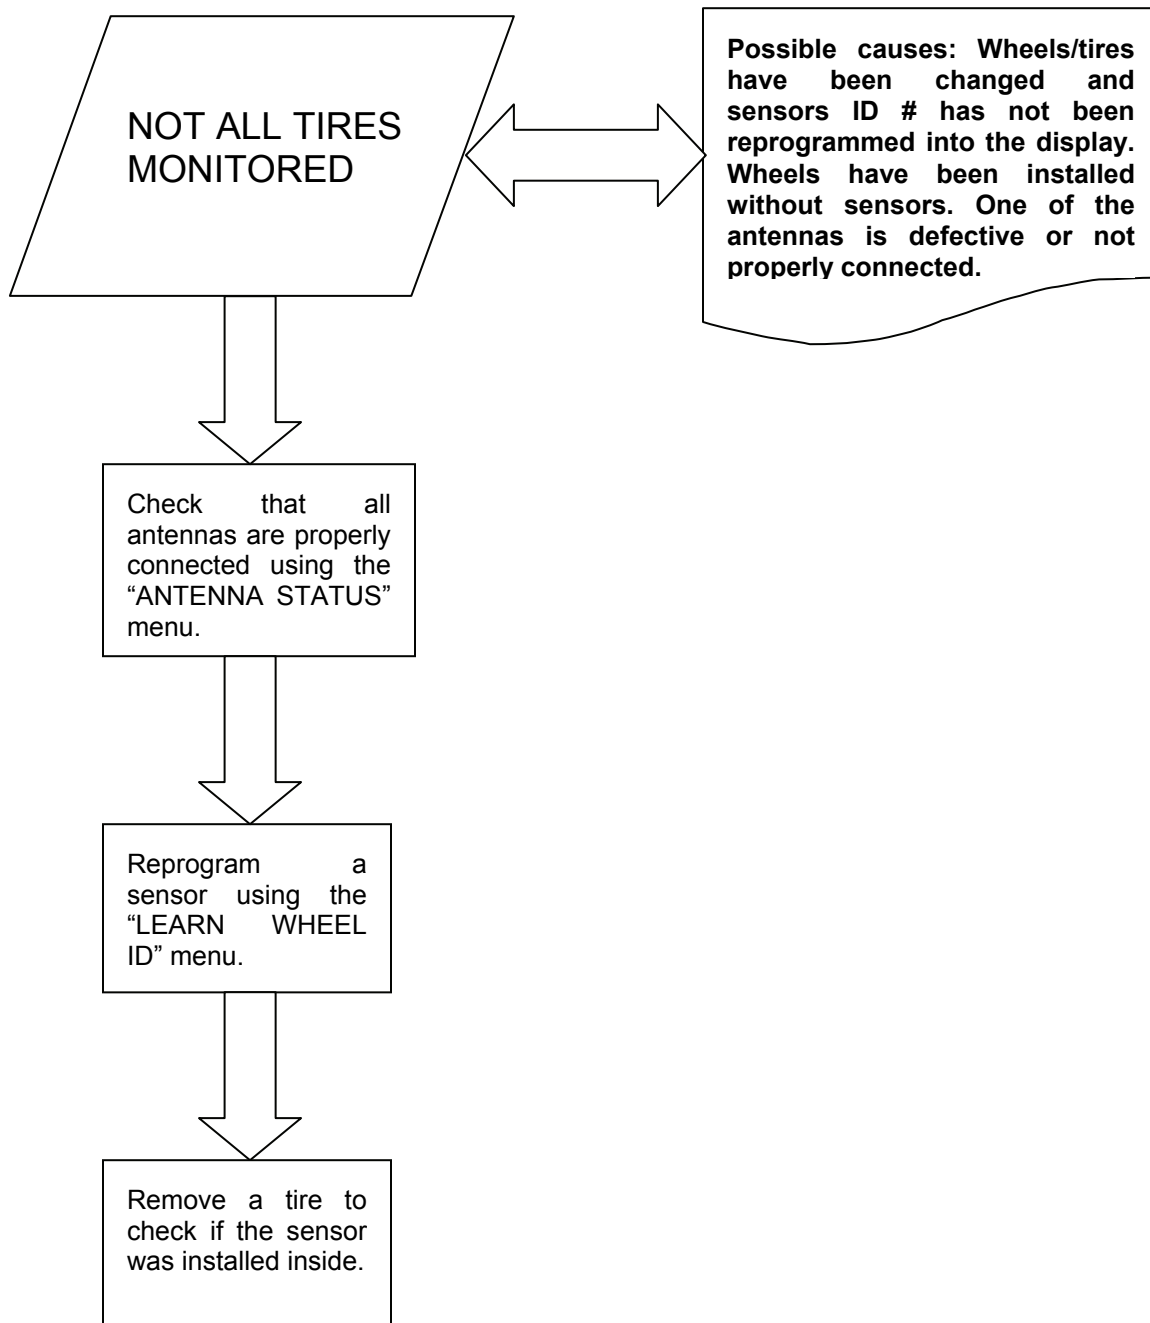 NOT ALL TIRES
MONITORED
Possible causes: Wheels/tires
have been changed and
sensors ID # has not been
reprogrammed into the display.
Wheels have been installed
without sensors. One of the
antennas is defective or not
properly connected.
Check that all
antennas are properly
connected using the
“ANTENNA STATUS”
menu.
Reprogram a
sensor using the
“LEARN WHEEL
ID” menu.
Remove a tire to
check if the sensor
was installed inside.